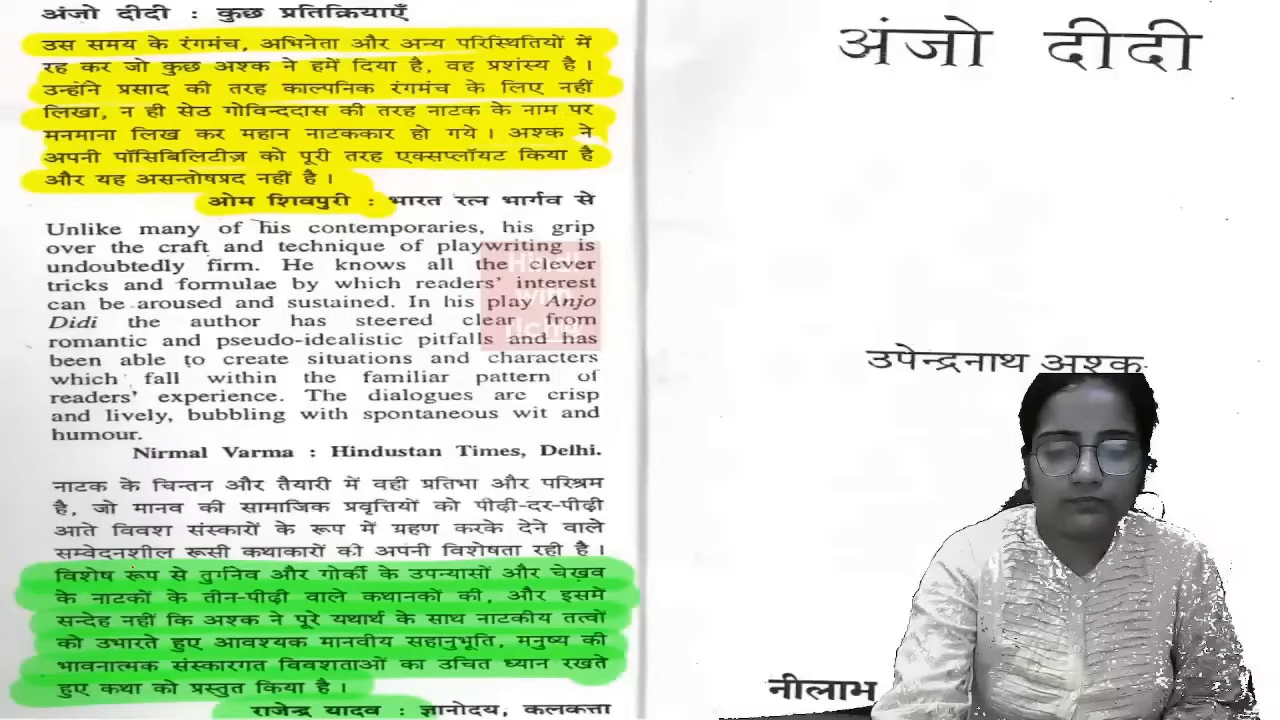 अंजो दीदी : कुछ प्रतिक्रियाएँ
उस समय के रंगमंच, अभिनेता और अन्य परिस्थितियों में
रह कर जो कुछ अश्क ने हमें दिया है, वह प्रशंस्य है।
उन्होंने प्रसाद की तरह काल्पनिक रंगमंच के लिए नहीं
लिखा, न ही सेठ गोविन्ददास की तरह नाटक के नाम पर
मनमाना लिख कर महान नाटककार हो गये। अश्क ने
अपनी पॉसिबिलिटीज़ को पूरी तरह एक्सप्लॉयट किया है
और यह असन्तोषप्रद नहीं है।
ओम शिवपुरी : भारत रत्न भार्गव से
Unlike many of his contemporaries, his grip
over the craft and technique of playwriting is
undoubtedly firm. He knows all the clever
tricks and formulae by which readers' interest
can be aroused and sustained. In his play Anjo
Didi the author has steered clear from
romantic and pseudo-idealistic pitfalls and has
been able to create situations and characters
which fall within the familiar pattern of
readers' experience. The dialogues are crisp
and lively, bubbling with spontaneous wit and
humour.
Nirmal Varma : Hindustan Times, Delhi.
नाटक के चिन्तन और तैयारी में वही प्रतिभा और परिश्रम
है, जो मानव की सामाजिक प्रवृत्तियों को पीढ़ी-दर-पीढ़ी
आते विवश संस्कारों के रूप में ग्रहण करके देने वाले
सम्वेदनशील रूसी कथाकारों की अपनी विशेषता रही है।
विशेष रूप से तुर्गनेव और गोर्की के उपन्यासों और चेख़व
के नाटकों के तीन-पीढ़ी वाले कथानकों की, और इसमें
सन्देह नहीं कि अश्क ने पूरे यथार्थ के साथ नाटकीय तत्वों
को उभारते हुए आवश्यक मानवीय सहानुभूति, मनुष्य की
भावनात्मक संस्कारगत विवशताओं का उचित ध्यान रखते
हुए कथा को प्रस्तुत किया है।
राजेन्द्र यादव : ज्ञानोदय, कलकत्ता
अंजो दीदी
उपेन्द्रनाथ अश्क
नीलाभ
Hindi
with
richa